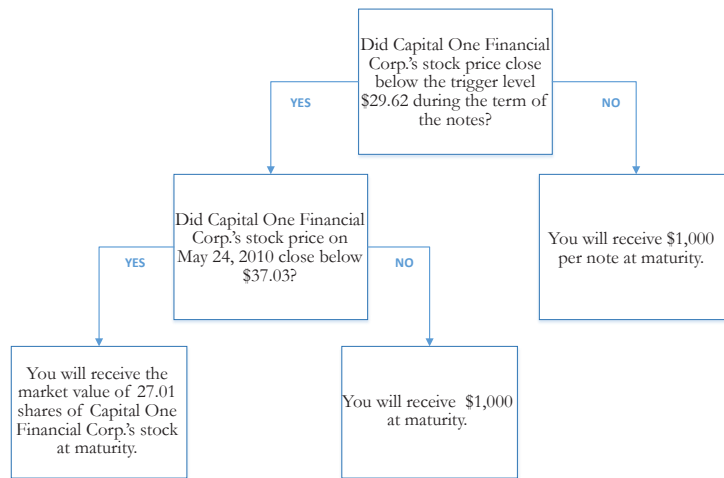 Did Capital One Financial
Corp.'s stock price close
below the trigger level
$29.62 during the term of
the notes?
YES
NO
Did Capital One Financial
Corp.'s stock price on
May 24, 2010 close below
$37.03?
You will receive $1,000
per note at maturity.
YES
NO
You will receive the
market value of 27.01
shares of Capital One
Financial Corp.'s stock
at maturity.
You will receive $1,000
at maturity.